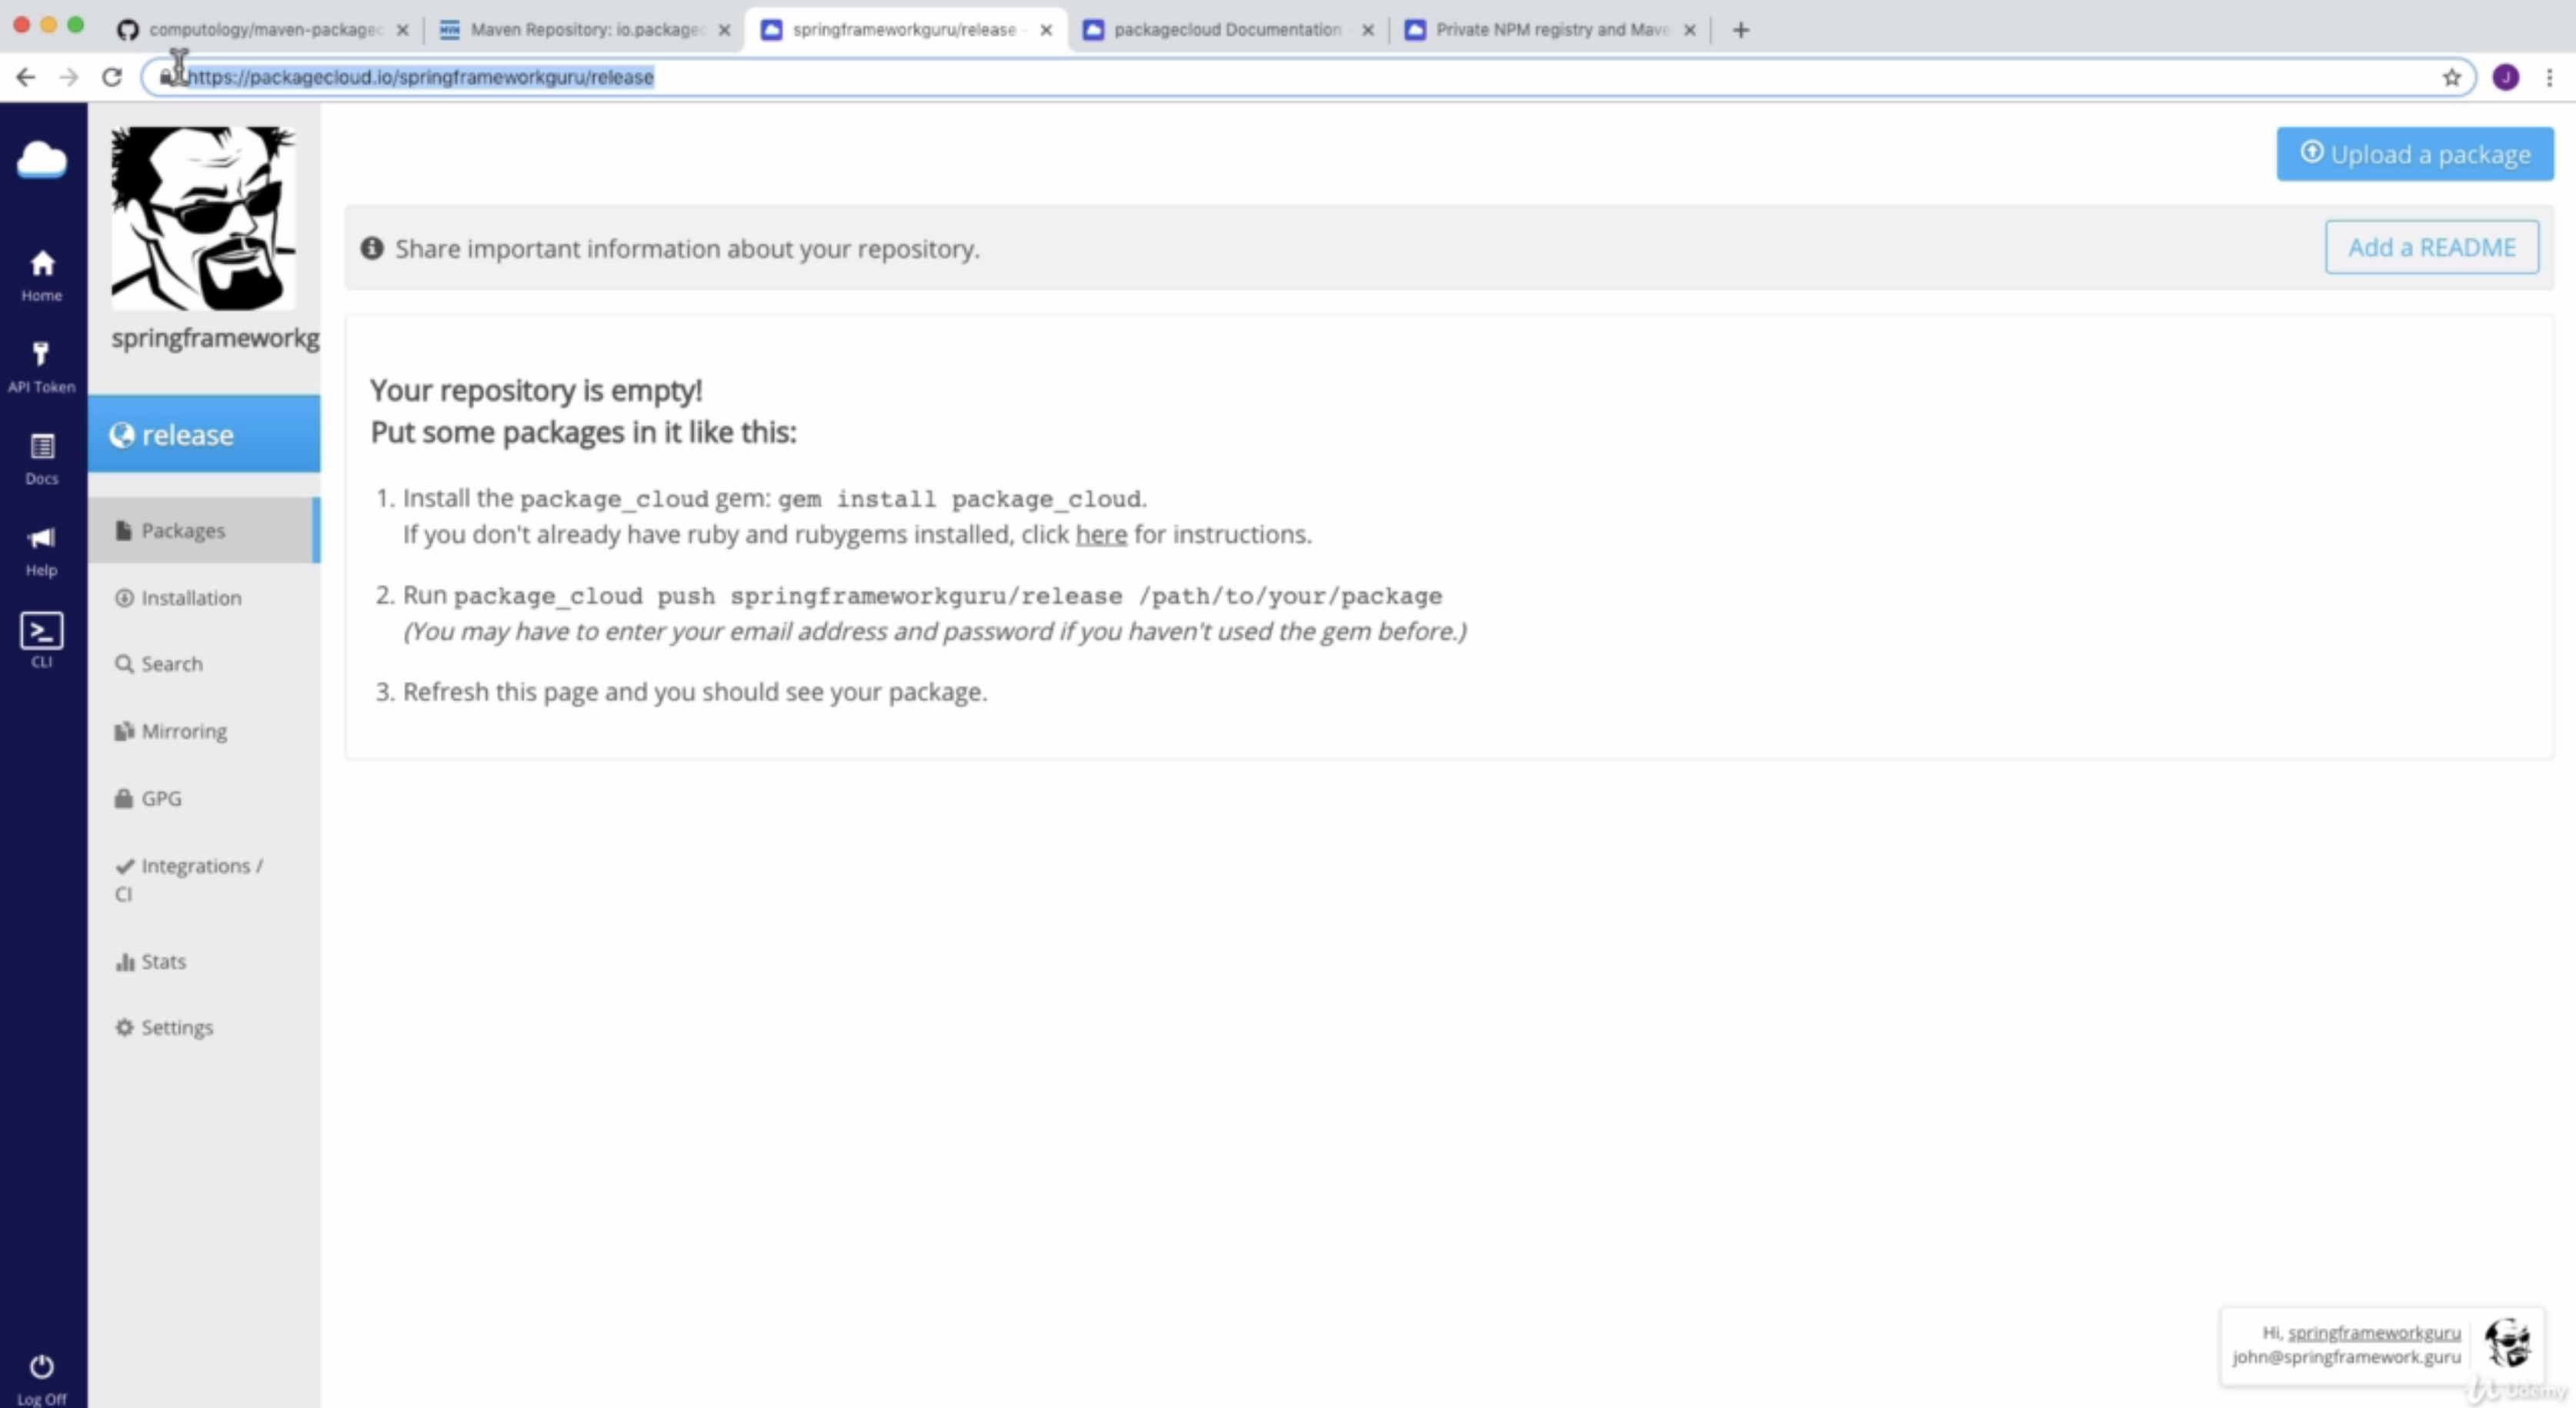 computology/maven-packagec
Maven Repository: io.packagec
springframeworkguru/release -
packagecloud Documentation
Private NPM registry and Mave
https://packagecloud.io/springframeworkguru/release
J
Upload a package
Share important information about your repository.
Add a README
Home
API Token
Docs
Help
CLI
Log Off
springframeworkg
release
Packages
Installation
Search
Mirroring
GPG
Integrations /
CI
Stats
Settings
Your repository is empty!
Put some packages in it like this:
1. Install the package_cloud gem: gem install package_cloud.
If you don't already have ruby and rubygems installed, click here for instructions.
2. Run package_cloud push springframeworkguru/release /path/to/your/package
(You may have to enter your email address and password if you haven't used the gem before.)
3. Refresh this page and you should see your package.
Hi, springframeworkguru
john@springframework.guru
Udemy